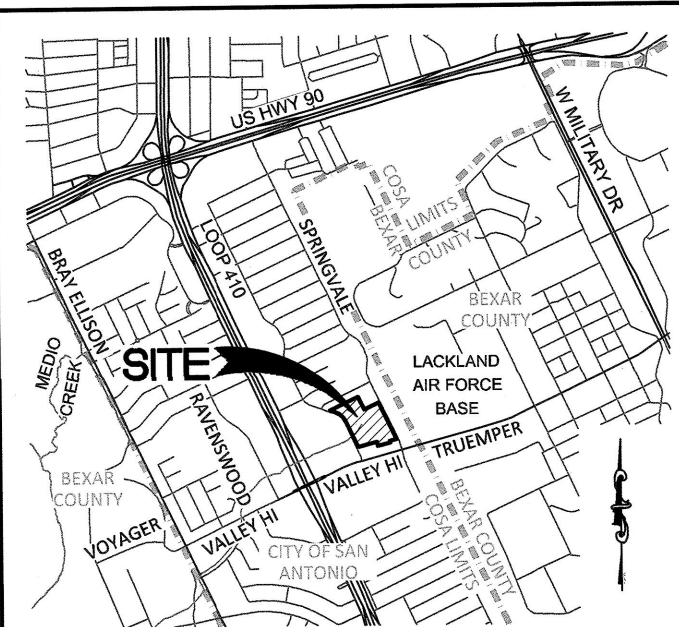 US HWY 90
W MILITARY DR
COSA
LIMITS
BEXAR
COUNTY
SPRINGVALE
LOOP 410
BRAY ELLISON
BEXAR
COUNTY
MEDIO
CREEK
SITE
RAVENSWOOD
LACKLAND
AIR FORCE
BASE
TRUEMPER
VALLEY HI
BEXAR
COUNTY
VOYAGER
VALLEY HI
CITY OF SAN
ANTONIO
BEXAR COUNTY
COSA LIMITS